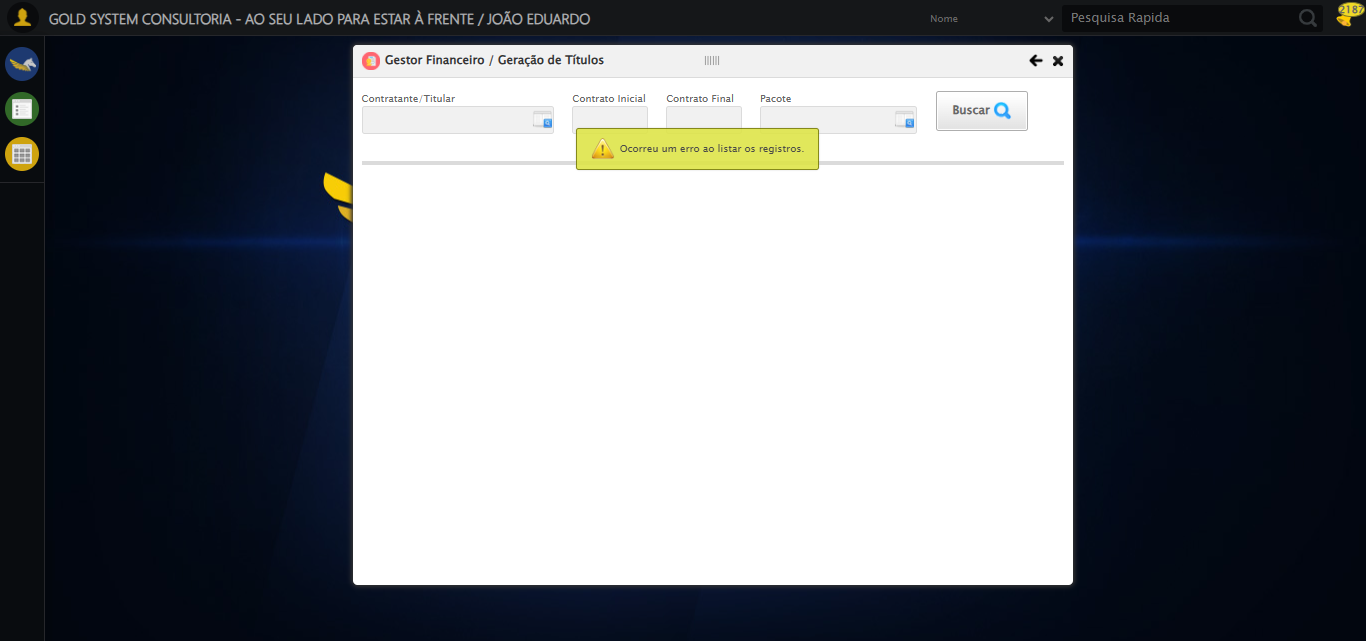 GOLD SYSTEM CONSULTORIA - AO SEU LADO PARA ESTAR À FRENTE / JOÃO EDUARDO
Nome
Pesquisa Rapida
2187
Gestor Financeiro / Geração de Títulos
Contratante/Titular
Contrato Inicial
Contrato Final
Pacote
Buscar
Ocorreu um erro ao listar os registros.